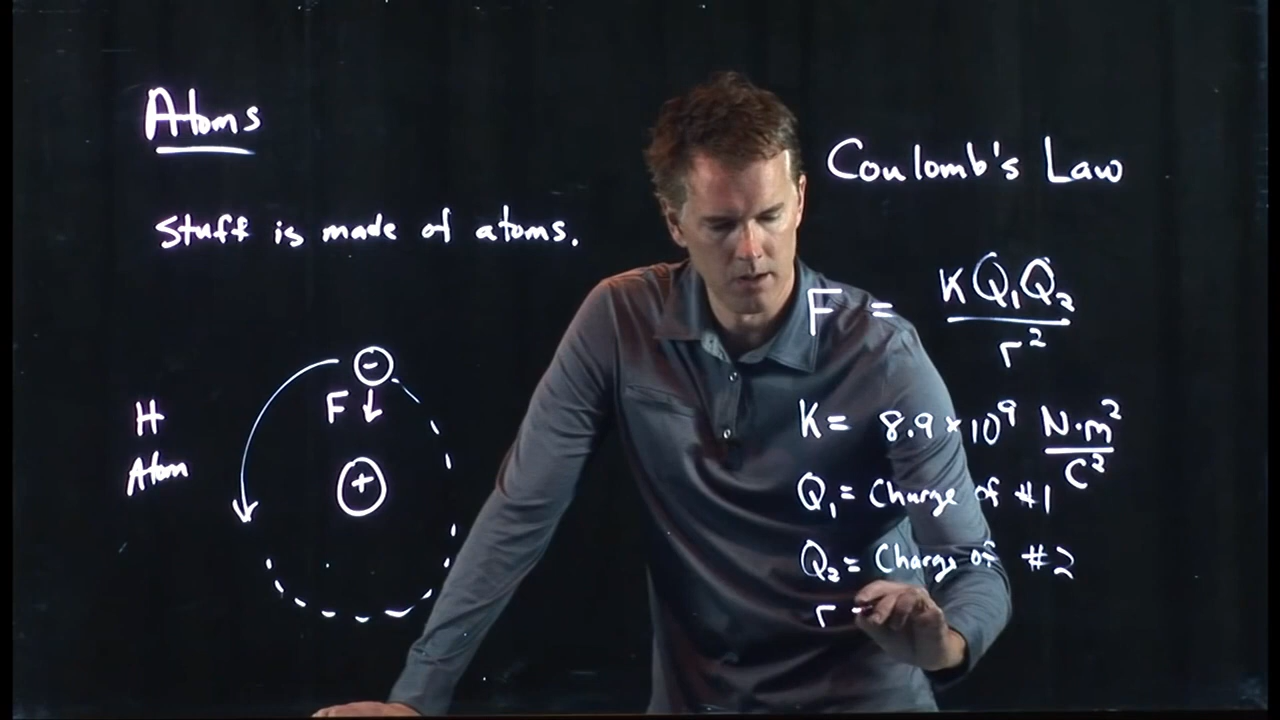 Atoms
Stuff is made of atoms.
H
Atom
-
F
+
Coulomb's Law
F = KQ₁Q₂ / r²
K = 8.9 × 10⁹ N·m² / C²
Q₁ = Charge of #1
Q₂ = Charge of #2
r =